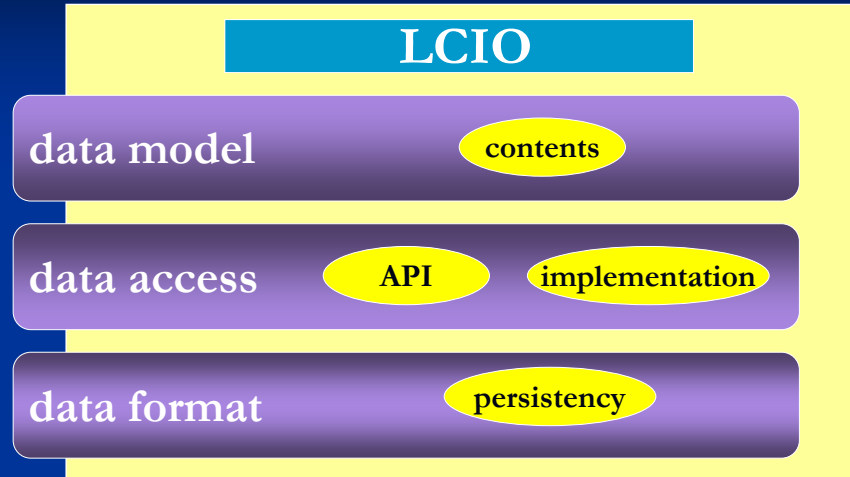 LCIO
data model contents
data access API implementation
data format persistency